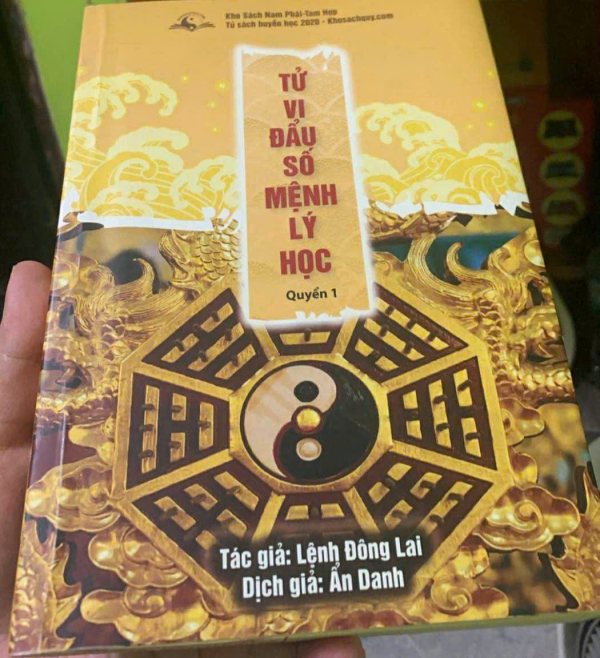 Kho Sách Nam Phái-Tam Hợp
Tủ sách huyền học 2020 - Khosachquy.com
TỬ
VI
ĐẨU
SỐ
MỆNH
LÝ
HỌC
Quyển 1
Tác giả: Lệnh Đông Lai
Dịch giả: Ẩn Danh